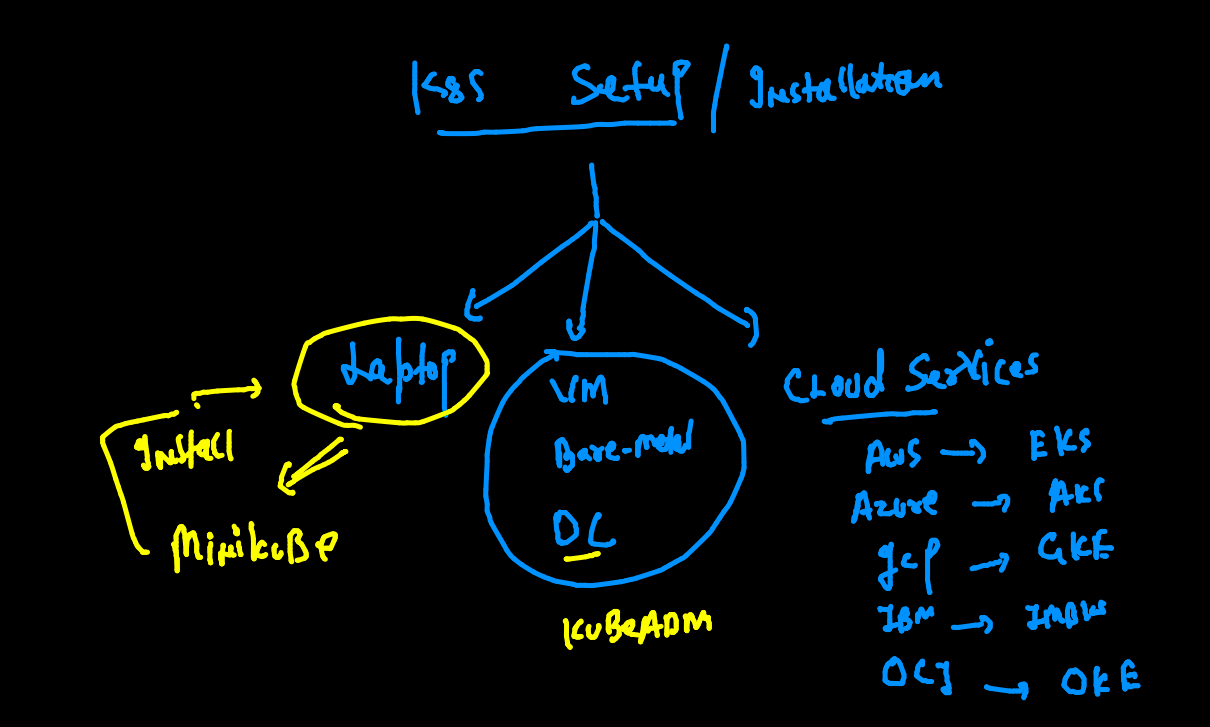 K8S Setup / Installation
Laptop
Install
MinikuBe
VM
Bare-metal
DC
KuBeADM
Cloud Services
AWS → EKS
Azure → AKS
gcp → GKE
IBM →
OCI → OKE